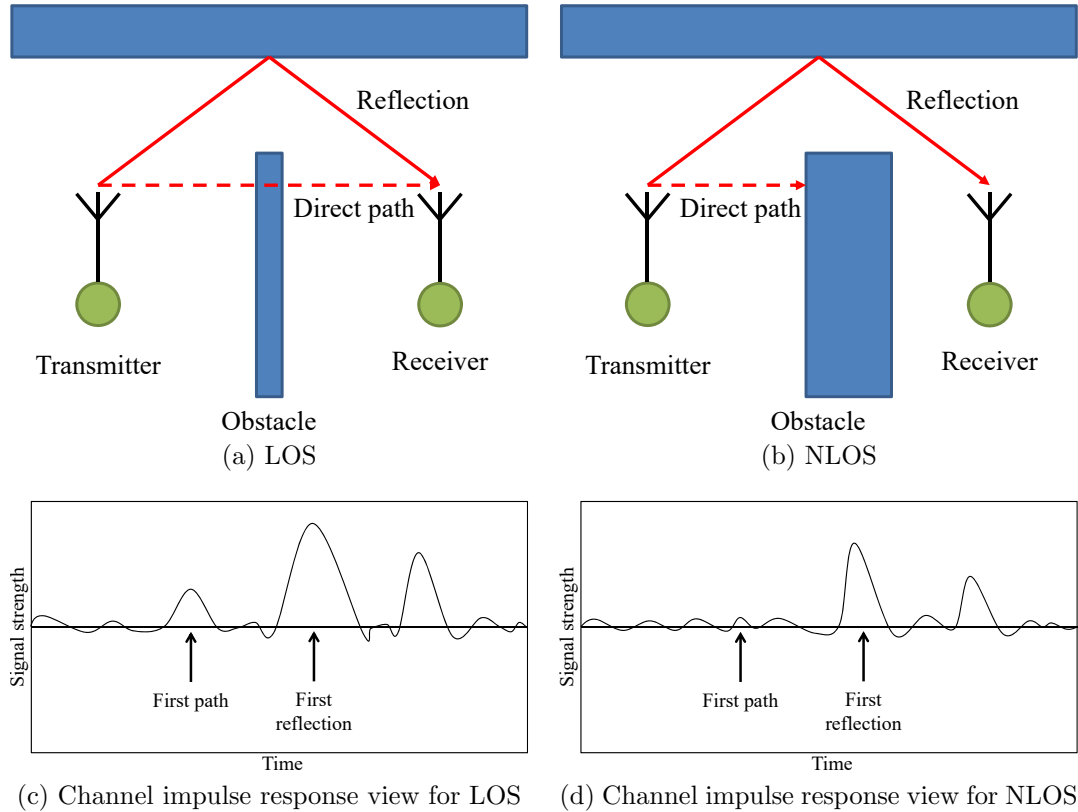 Reflection
Direct path
Transmitter
Receiver
Obstacle
(a) LOS
Reflection
Direct path
Transmitter
Receiver
Obstacle
(b) NLOS
Signal strength
First path
First
reflection
Time
(c) Channel impulse response view for LOS
Signal strength
First path
First
reflection
Time
(d) Channel impulse response view for NLOS